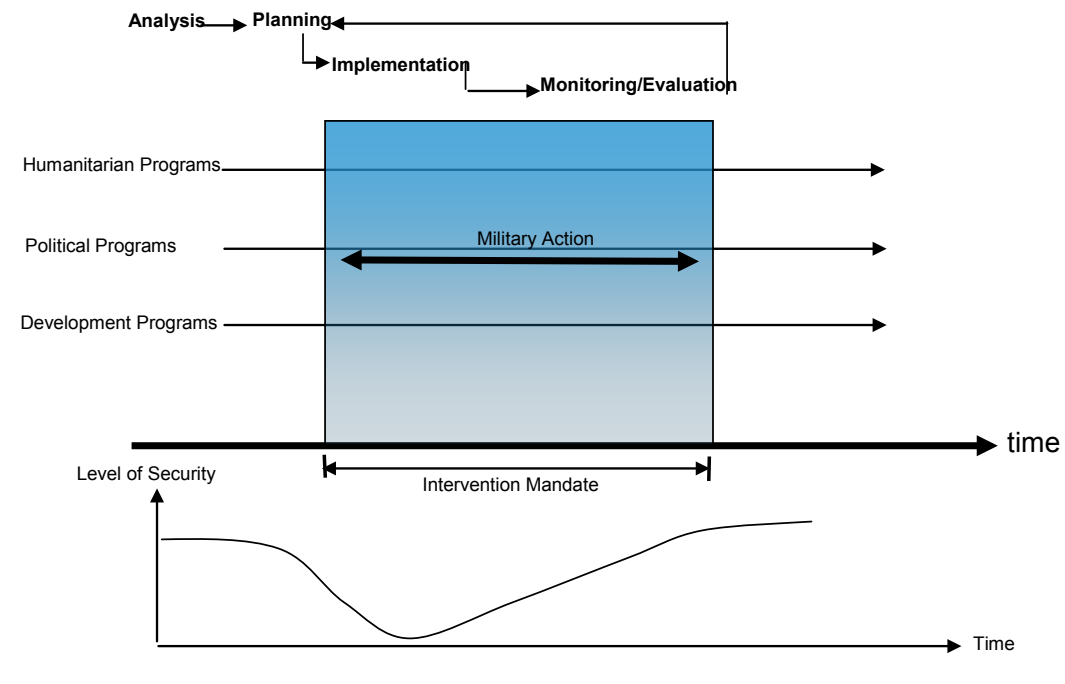 Analysis
Planning
Implementation
Monitoring/Evaluation
Humanitarian Programs
Political Programs
Military Action
Development Programs
time
Level of Security
Intervention Mandate
Time